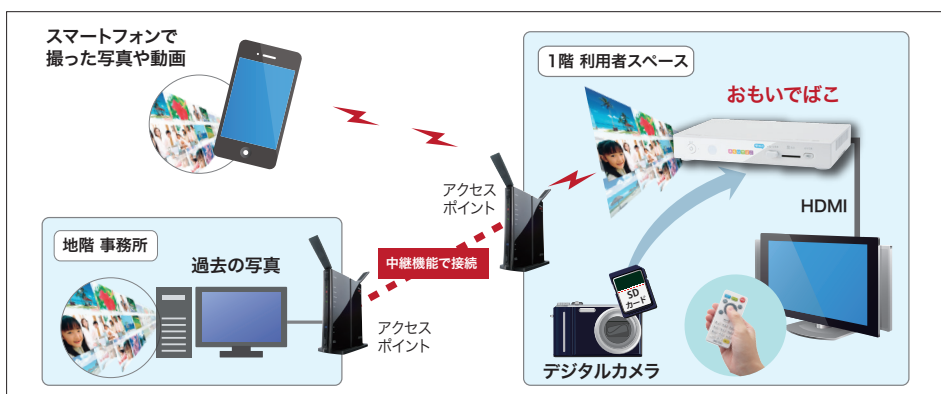 スマートフォンで
撮った写真や動画
1階 利用者スペース
おもいでばこ
アクセス
ポイント
HDMI
地階 事務所
過去の写真
中継機能で接続
SD
カード
アクセス
ポイント
デジタルカメラ